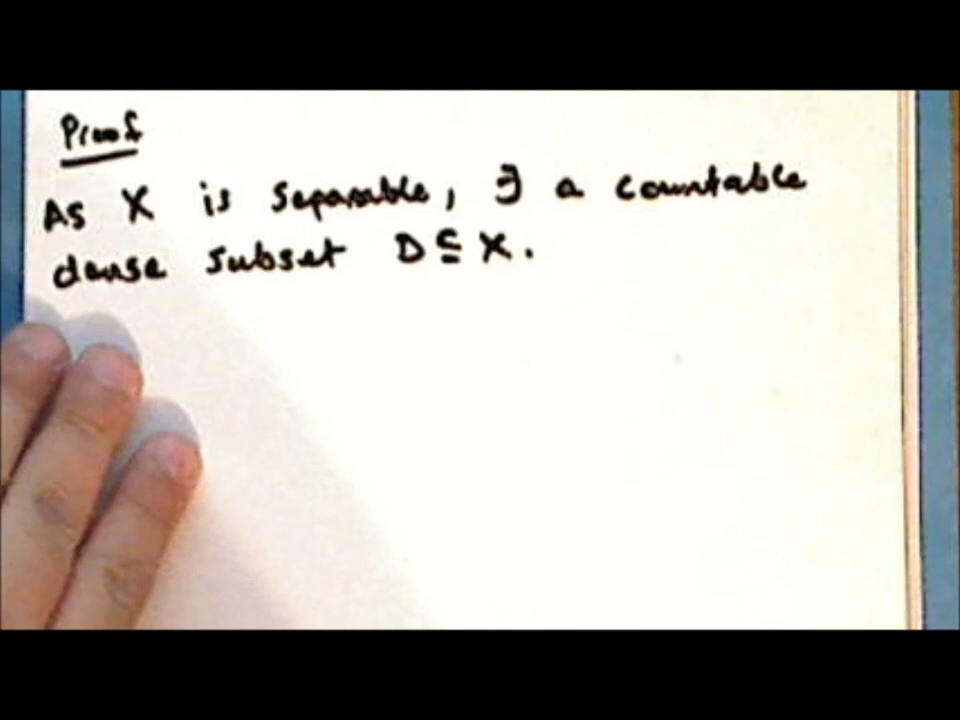 Proof
As X is separable, ∃ a countable
dense subset D ⊆ X.